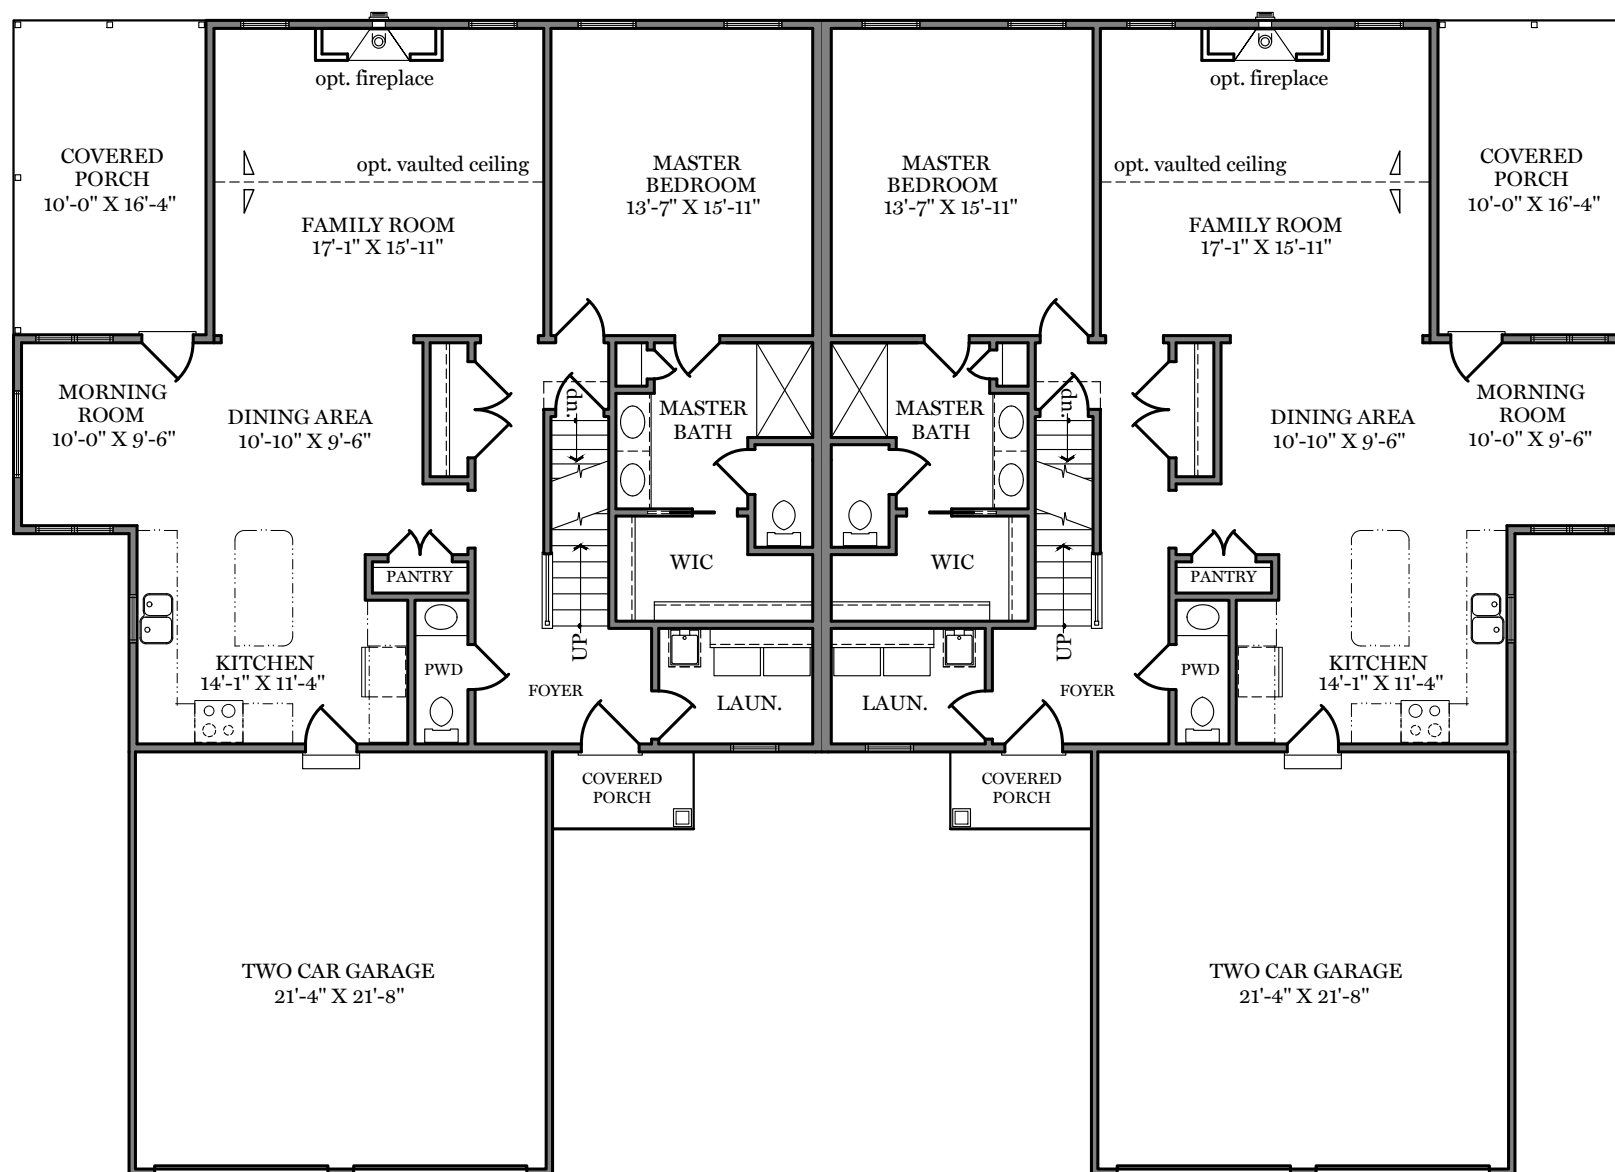 opt. fireplace
opt. fireplace
COVERED
PORCH
10'-0" X 16'-4"
opt. vaulted ceiling
MASTER
BEDROOM
13'-7" X 15'-11"
MASTER
BEDROOM
13'-7" X 15'-11"
opt. vaulted ceiling
COVERED
PORCH
10'-0" X 16'-4"
FAMILY ROOM
17'-1" X 15'-11"
FAMILY ROOM
17'-1" X 15'-11"
MORNING
ROOM
10'-0" X 9'-6"
DINING AREA
10'-10" X 9'-6"
dn.
MASTER
BATH
MASTER
BATH
dn.
DINING AREA
10'-10" X 9'-6"
MORNING
ROOM
10'-0" X 9'-6"
PANTRY
WIC
WIC
PANTRY
KITCHEN
14'-1" X 11'-4"
PWD
UP
FOYER
LAUN.
LAUN.
UP
FOYER
PWD
KITCHEN
14'-1" X 11'-4"
COVERED
PORCH
COVERED
PORCH
TWO CAR GARAGE
21'-4" X 21'-8"
TWO CAR GARAGE
21'-4" X 21'-8"